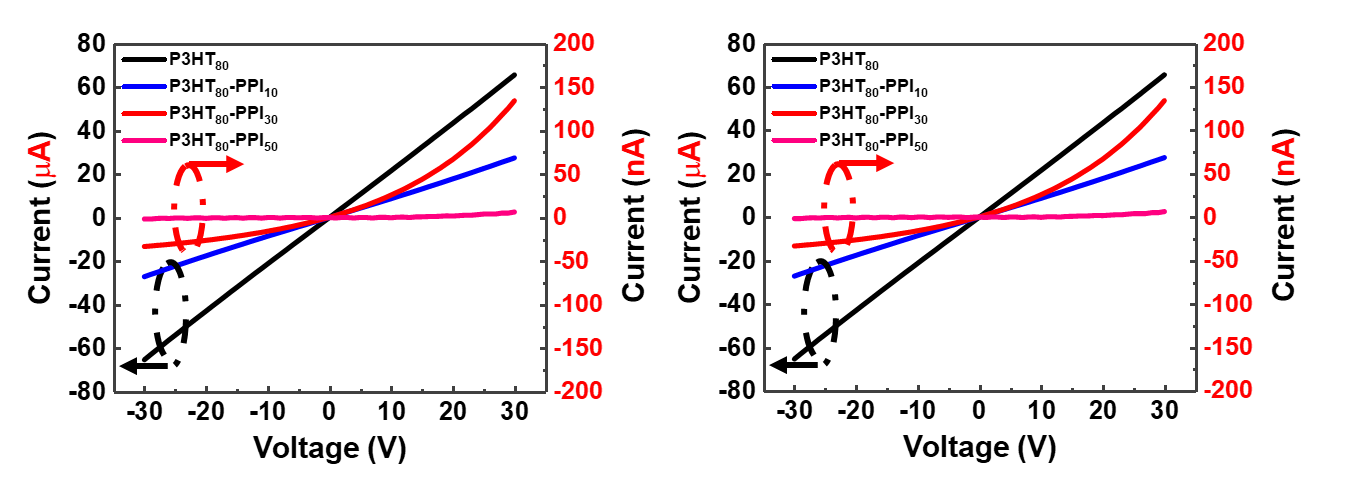 80
60
40
20
0
-20
-40
-60
-80
Current (μA)
P3HT80
P3HT80-PPI10
P3HT80-PPI30
P3HT80-PPI50
200
150
100
50
0
-50
-100
-150
-200
Current (nA)
-30 -20 -10 0 10 20 30
Voltage (V)
80
60
40
20
0
-20
-40
-60
-80
Current (μA)
P3HT80
P3HT80-PPI10
P3HT80-PPI30
P3HT80-PPI50
200
150
100
50
0
-50
-100
-150
-200
Current (nA)
-30 -20 -10 0 10 20 30
Voltage (V)